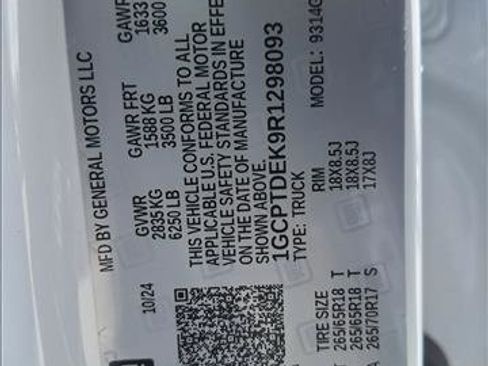 MFD BY GENERAL MOTORS LLC
10/24
GVWR
2835 KG
6250 LB
GAWR FRT
1588 KG
3500 LB
GAWR
1633
3600
THIS VEHICLE CONFORMS TO ALL
APPLICABLE U.S. FEDERAL MOTOR
VEHICLE SAFETY STANDARDS IN EFFE
ON THE DATE OF MANUFACTURE
SHOWN ABOVE.
1GCPTDEK9R1298093
TYPE: TRUCK
MODEL: 9314
TIRE SIZE
RIM
T 265/65R18 T 18X8.5J
265/65R18 T 18X8.5J
265/70R17 S 17X8J